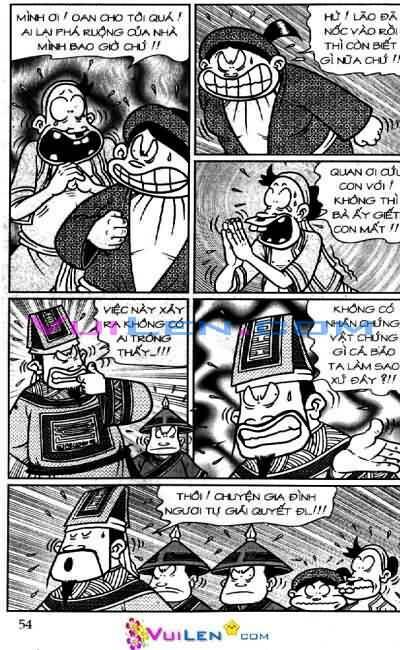 MÌNH ƠI ! OAN CHO TÔI QUÁ !
AI LẠI PHÁ RUỘNG CỦA NHÀ
MÌNH BAO GIỜ CHỨ !!
HỪ ! LÃO ĐÃ
NỐC VÀO RỒI
THÌ CÒN BIẾT
GÌ NỮA CHỨ !!
QUAN ƠI CỨU
CON VỚI !
KHÔNG THÌ
BÀ ẤY GIẾT
CON MẤT !!
VIỆC NÀY XẢY
RA KHÔNG CÓ
AI TRÔNG
THẤY...!!!
KHÔNG CÓ
NHÂN CHỨNG
VẬT CHỨNG
GÌ CẢ BẢO
TA LÀM SAO
XỬ ĐÂY ?!!
VUILEN.COM
THÔI ! CHUYỆN GIA ĐÌNH
NGƯƠI TỰ GIẢI QUYẾT ĐI...!!!
54
VUILEN COM